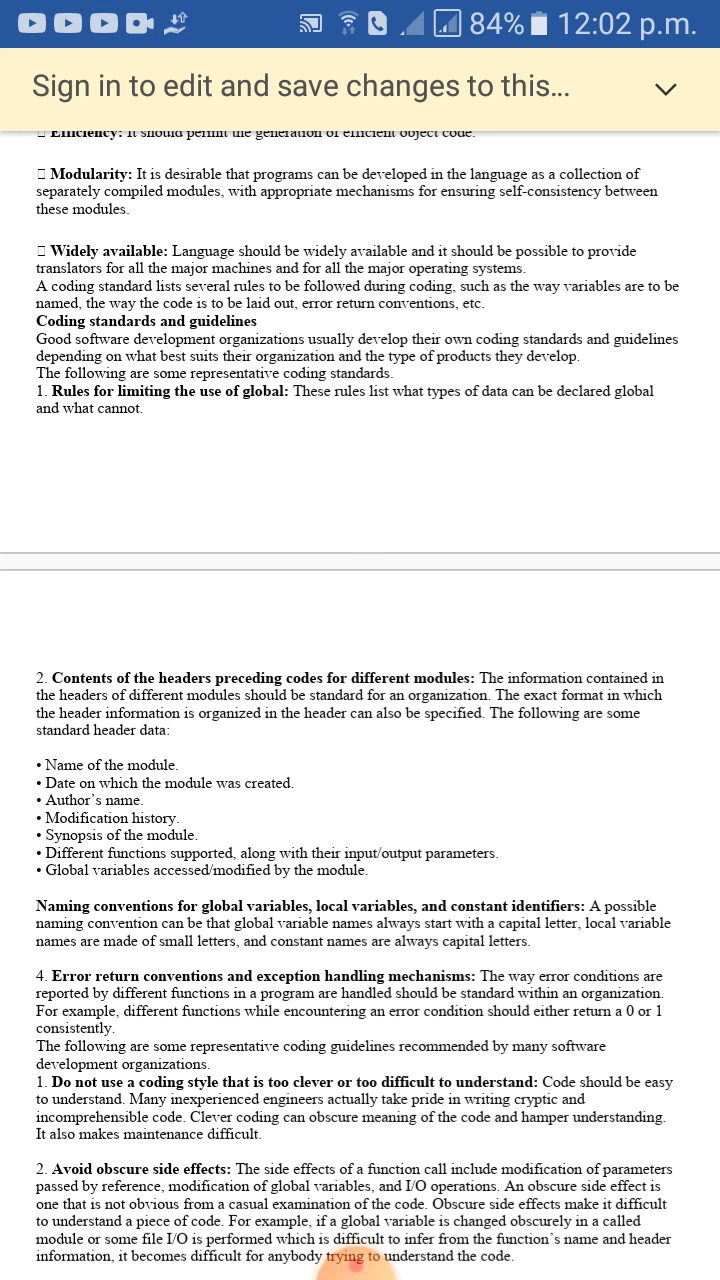 84% 12:02 p.m.
Sign in to edit and save changes to this...
Efficiency: It should permit the generation of efficient object code.
Modularity: It is desirable that programs can be developed in the language as a collection of
separately compiled modules, with appropriate mechanisms for ensuring self-consistency between
these modules.
Widely available: Language should be widely available and it should be possible to provide
translators for all the major machines and for all the major operating systems.
A coding standard lists several rules to be followed during coding, such as the way variables are to be
named, the way the code is to be laid out, error return conventions, etc.
Coding standards and guidelines
Good software development organizations usually develop their own coding standards and guidelines
depending on what best suits their organization and the type of products they develop.
The following are some representative coding standards.
1. Rules for limiting the use of global: These rules list what types of data can be declared global
and what cannot.
2. Contents of the headers preceding codes for different modules: The information contained in
the headers of different modules should be standard for an organization. The exact format in which
the header information is organized in the header can also be specified. The following are some
standard header data:
• Name of the module.
• Date on which the module was created.
• Author's name.
• Modification history.
• Synopsis of the module.
• Different functions supported, along with their input/output parameters.
• Global variables accessed/modified by the module.
Naming conventions for global variables, local variables, and constant identifiers: A possible
naming convention can be that global variable names always start with a capital letter, local variable
names are made of small letters, and constant names are always capital letters.
4. Error return conventions and exception handling mechanisms: The way error conditions are
reported by different functions in a program are handled should be standard within an organization.
For example, different functions while encountering an error condition should either return a 0 or 1
consistently.
The following are some representative coding guidelines recommended by many software
development organizations.
1. Do not use a coding style that is too clever or too difficult to understand: Code should be easy
to understand. Many inexperienced engineers actually take pride in writing cryptic and
incomprehensible code. Clever coding can obscure meaning of the code and hamper understanding.
It also makes maintenance difficult.
2. Avoid obscure side effects: The side effects of a function call include modification of parameters
passed by reference, modification of global variables, and I/O operations. An obscure side effect is
one that is not obvious from a casual examination of the code. Obscure side effects make it difficult
to understand a piece of code. For example, if a global variable is changed obscurely in a called
module or some file I/O is performed which is difficult to infer from the function's name and header
information, it becomes difficult for anybody trying to understand the code.